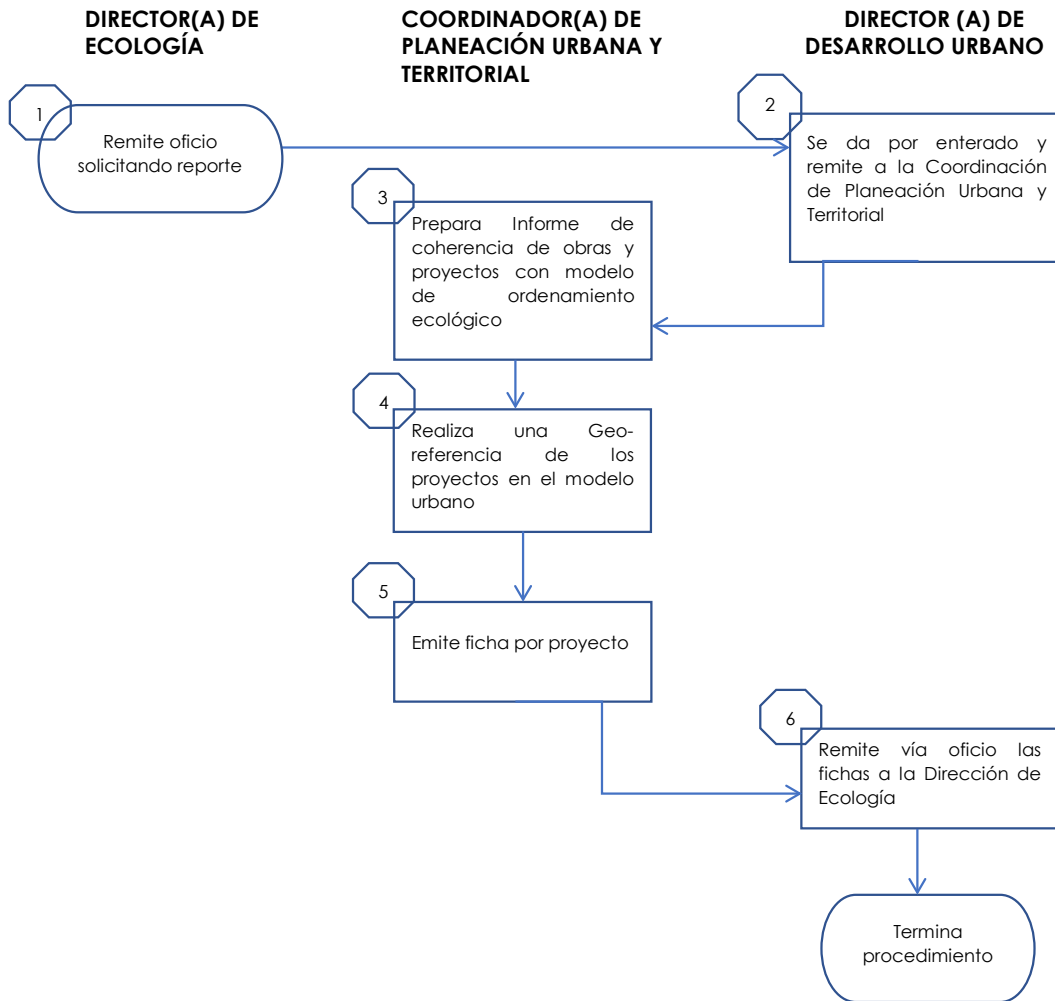 DIRECTOR(A) DE
ECOLOGÍA
COORDINADOR(A) DE
PLANEACIÓN URBANA Y
TERRITORIAL
DIRECTOR (A) DE
DESARROLLO URBANO
1
Remite oficio
solicitando reporte
2
Se da por enterado y
remite a la Coordinación
de Planeación Urbana y
Territorial
3
Prepara Informe de
coherencia de obras y
proyectos con modelo
de ordenamiento
ecológico
4
Realiza una Geo-
referencia de los
proyectos en el modelo
urbano
5
Emite ficha por proyecto
6
Remite vía oficio las
fichas a la Dirección de
Ecología
Termina
procedimiento